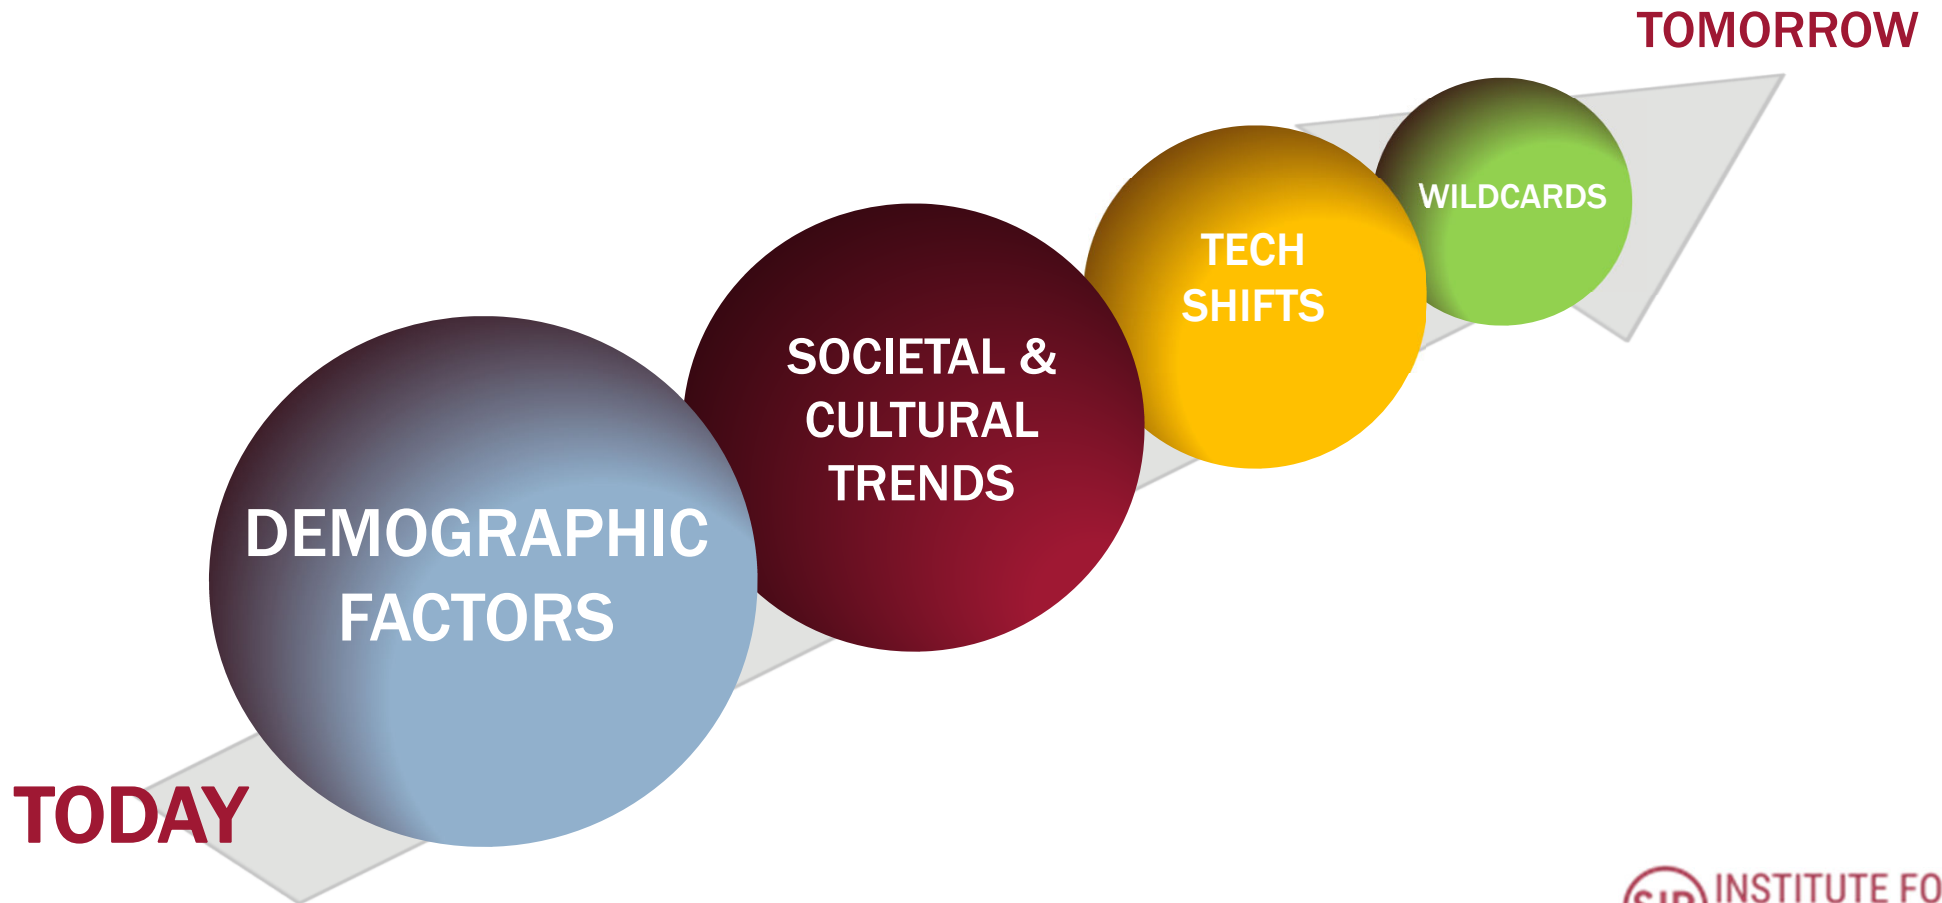 TOMORROW
WILDCARDS
TECH
SHIFTS
SOCIETAL &
CULTURAL
TRENDS
DEMOGRAPHIC
FACTORS
TODAY
INSTITUTE FO